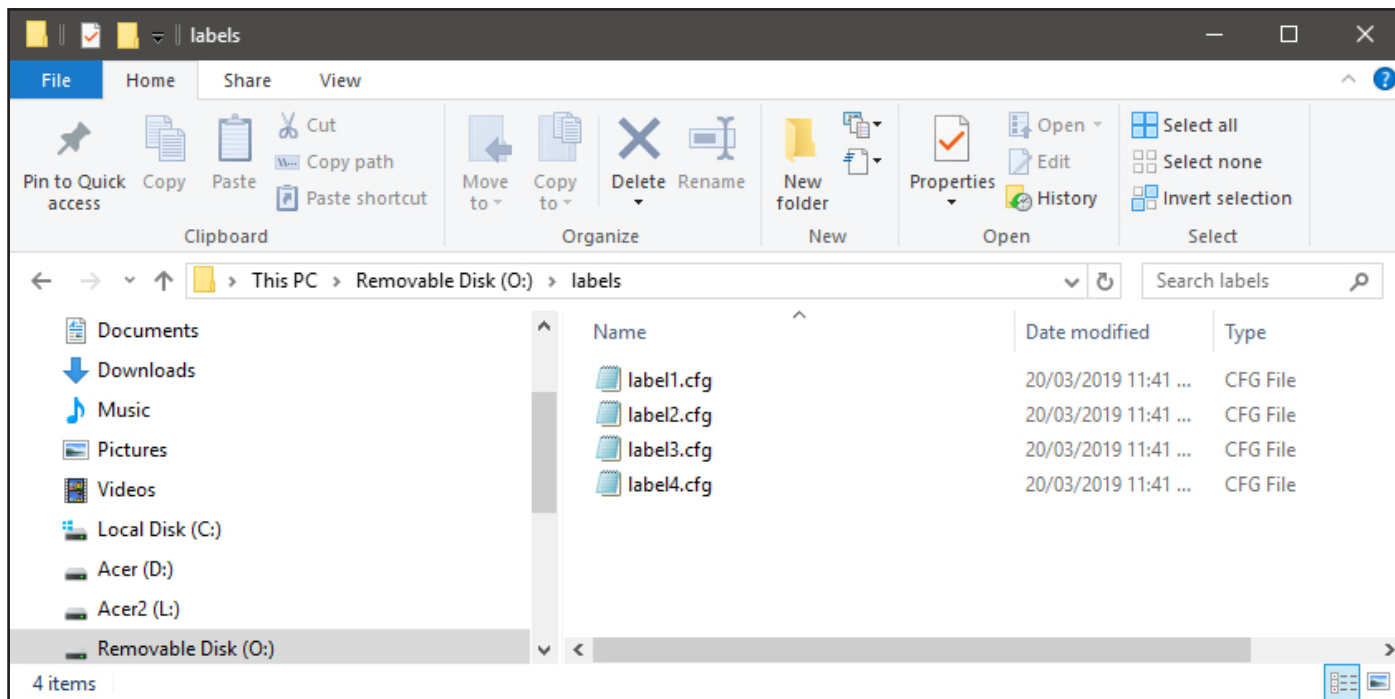 labels
File Home Share View
Pin to Quick access
Copy
Paste
Cut
Copy path
Paste shortcut
Clipboard
Move to
Copy to
Delete
Rename
Organize
New folder
New
Properties
Open
Edit
History
Open
Select all
Select none
Invert selection
Select
This PC > Removable Disk (O:) > labels
Search labels
Documents
Downloads
Music
Pictures
Videos
Local Disk (C:)
Acer (D:)
Acer2 (L:)
Removable Disk (O:)
Name Date modified Type
label1.cfg 20/03/2019 11:41 ... CFG File
label2.cfg 20/03/2019 11:41 ... CFG File
label3.cfg 20/03/2019 11:41 ... CFG File
label4.cfg 20/03/2019 11:41 ... CFG File
4 items